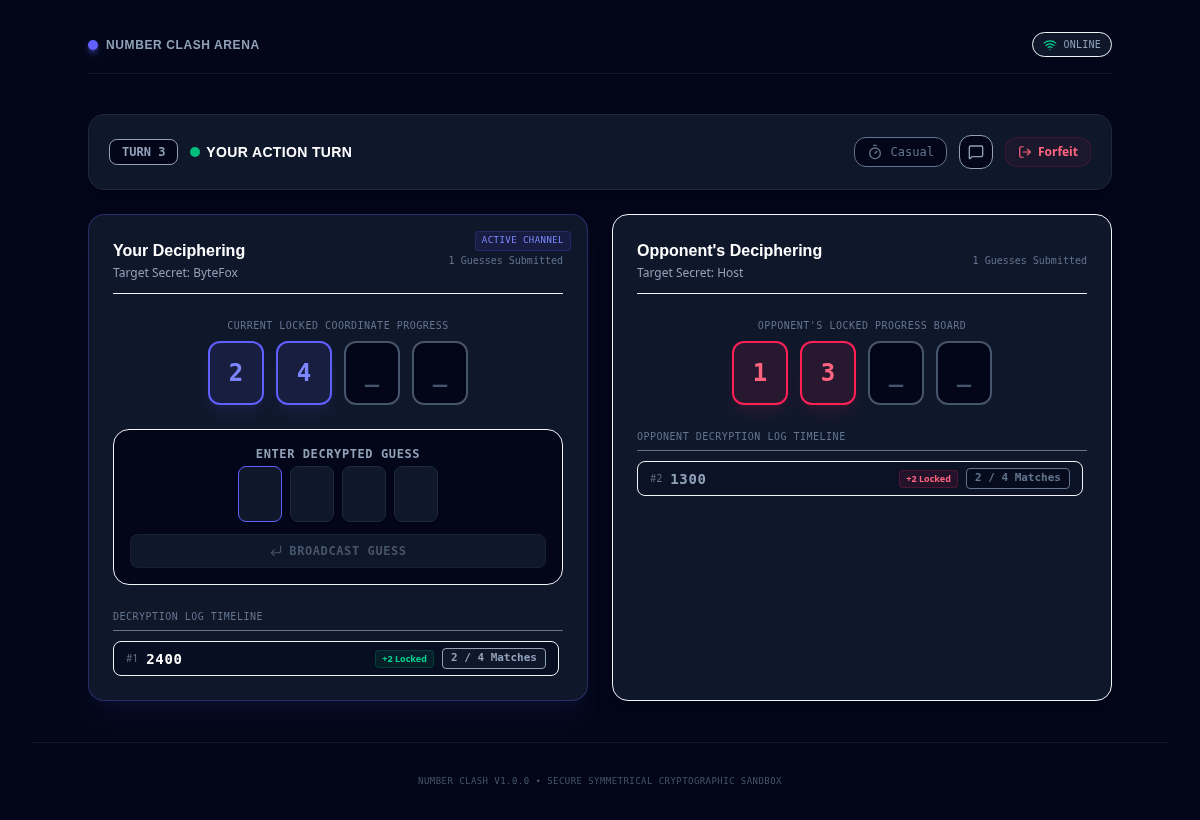 NUMBER CLASH ARENA
ONLINE
TURN 3
YOUR ACTION TURN
Casual
Forfeit
Your Deciphering
Target Secret: ByteFox
ACTIVE CHANNEL
1 Guesses Submitted
CURRENT LOCKED COORDINATE PROGRESS
2 4 _ _
ENTER DECRYPTED GUESS
BROADCAST GUESS
DECRYPTION LOG TIMELINE
#1 2400 +2 Locked 2 / 4 Matches
Opponent's Deciphering
Target Secret: Host
1 Guesses Submitted
OPPONENT'S LOCKED PROGRESS BOARD
1 3 _ _
OPPONENT DECRYPTION LOG TIMELINE
#2 1300 +2 Locked 2 / 4 Matches
NUMBER CLASH V1.0.0 • SECURE SYMMETRICAL CRYPTOGRAPHIC SANDBOX